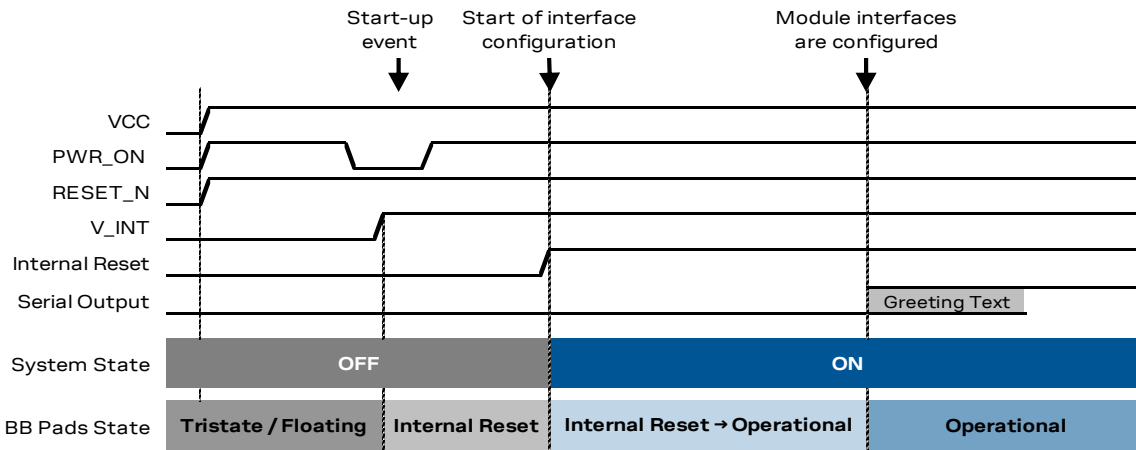 Start-up
event
Start of interface
configuration
Module interfaces
are configured
VCC
PWR_ON
RESET_N
V_INT
Internal Reset
Serial Output
Greeting Text
System State
OFF
ON
BB Pads State
Tristate / Floating
Internal Reset
Internal Reset → Operational
Operational